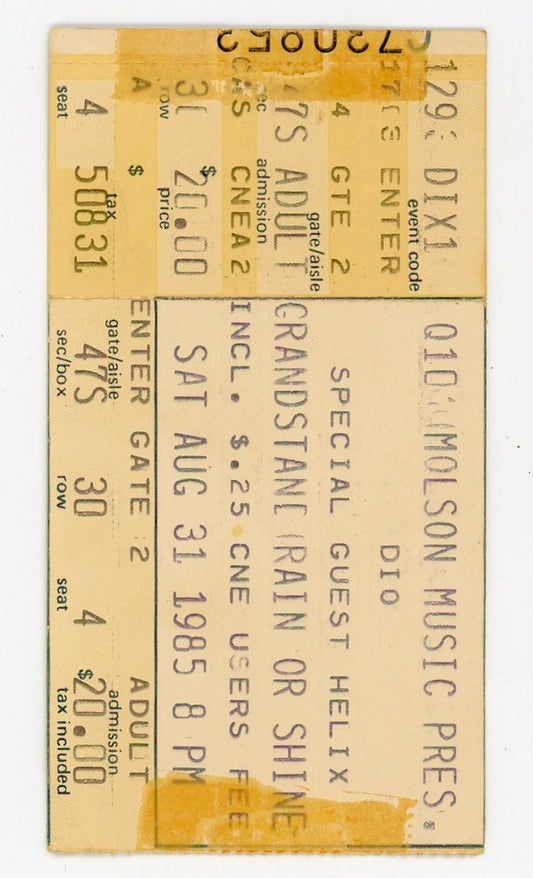 DIX1
event code
ENTER
4 GTE 2
gate/aisle
47S ADULT
sec admission
CAS CNEA2
$20.00
row price
A $
tax
4 50831
seat
Q10 MOLSON MUSIC PRES.
DIO
SPECIAL GUEST HELIX
GRANDSTAND RAIN OR SHINE
INCL. $.25 CNE USERS FEE
SAT AUG 31 1985 8 PM
ENTER GATE 2 ADULT
gate/aisle admission
47S 30 4 $20.00
sec/box row seat tax included